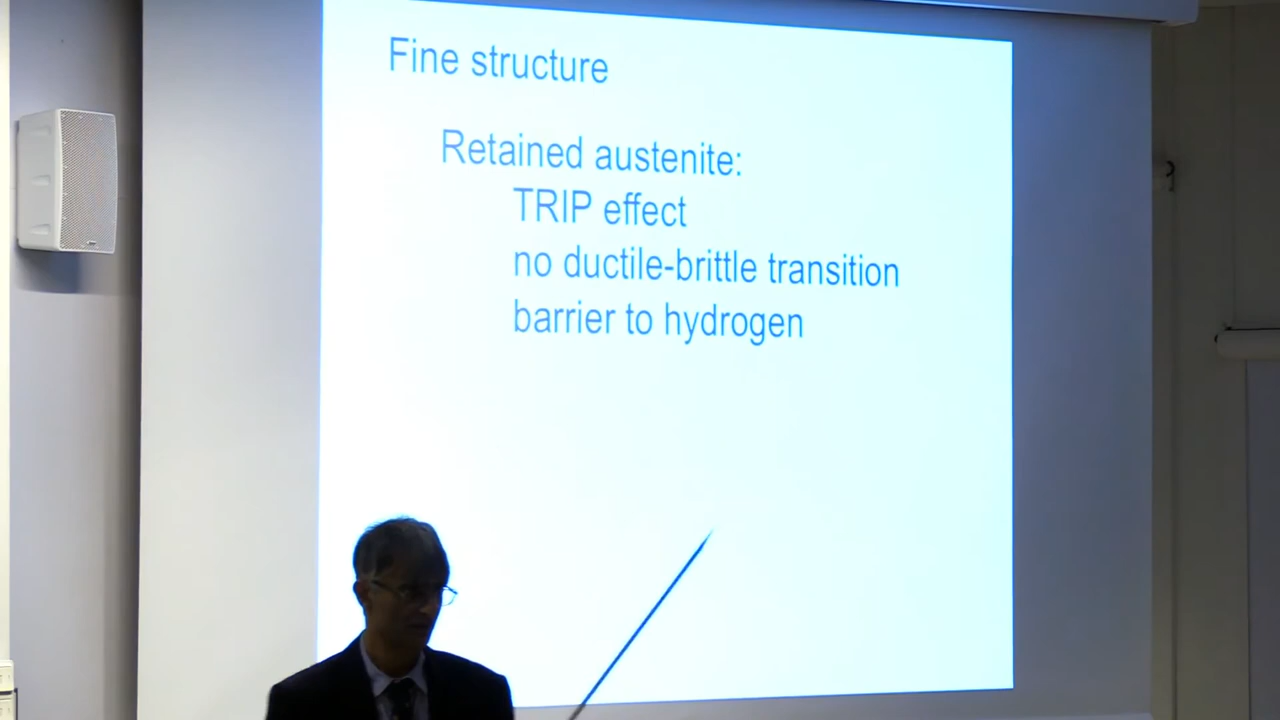 Fine structure
Retained austenite:
TRIP effect
no ductile-brittle transition
barrier to hydrogen